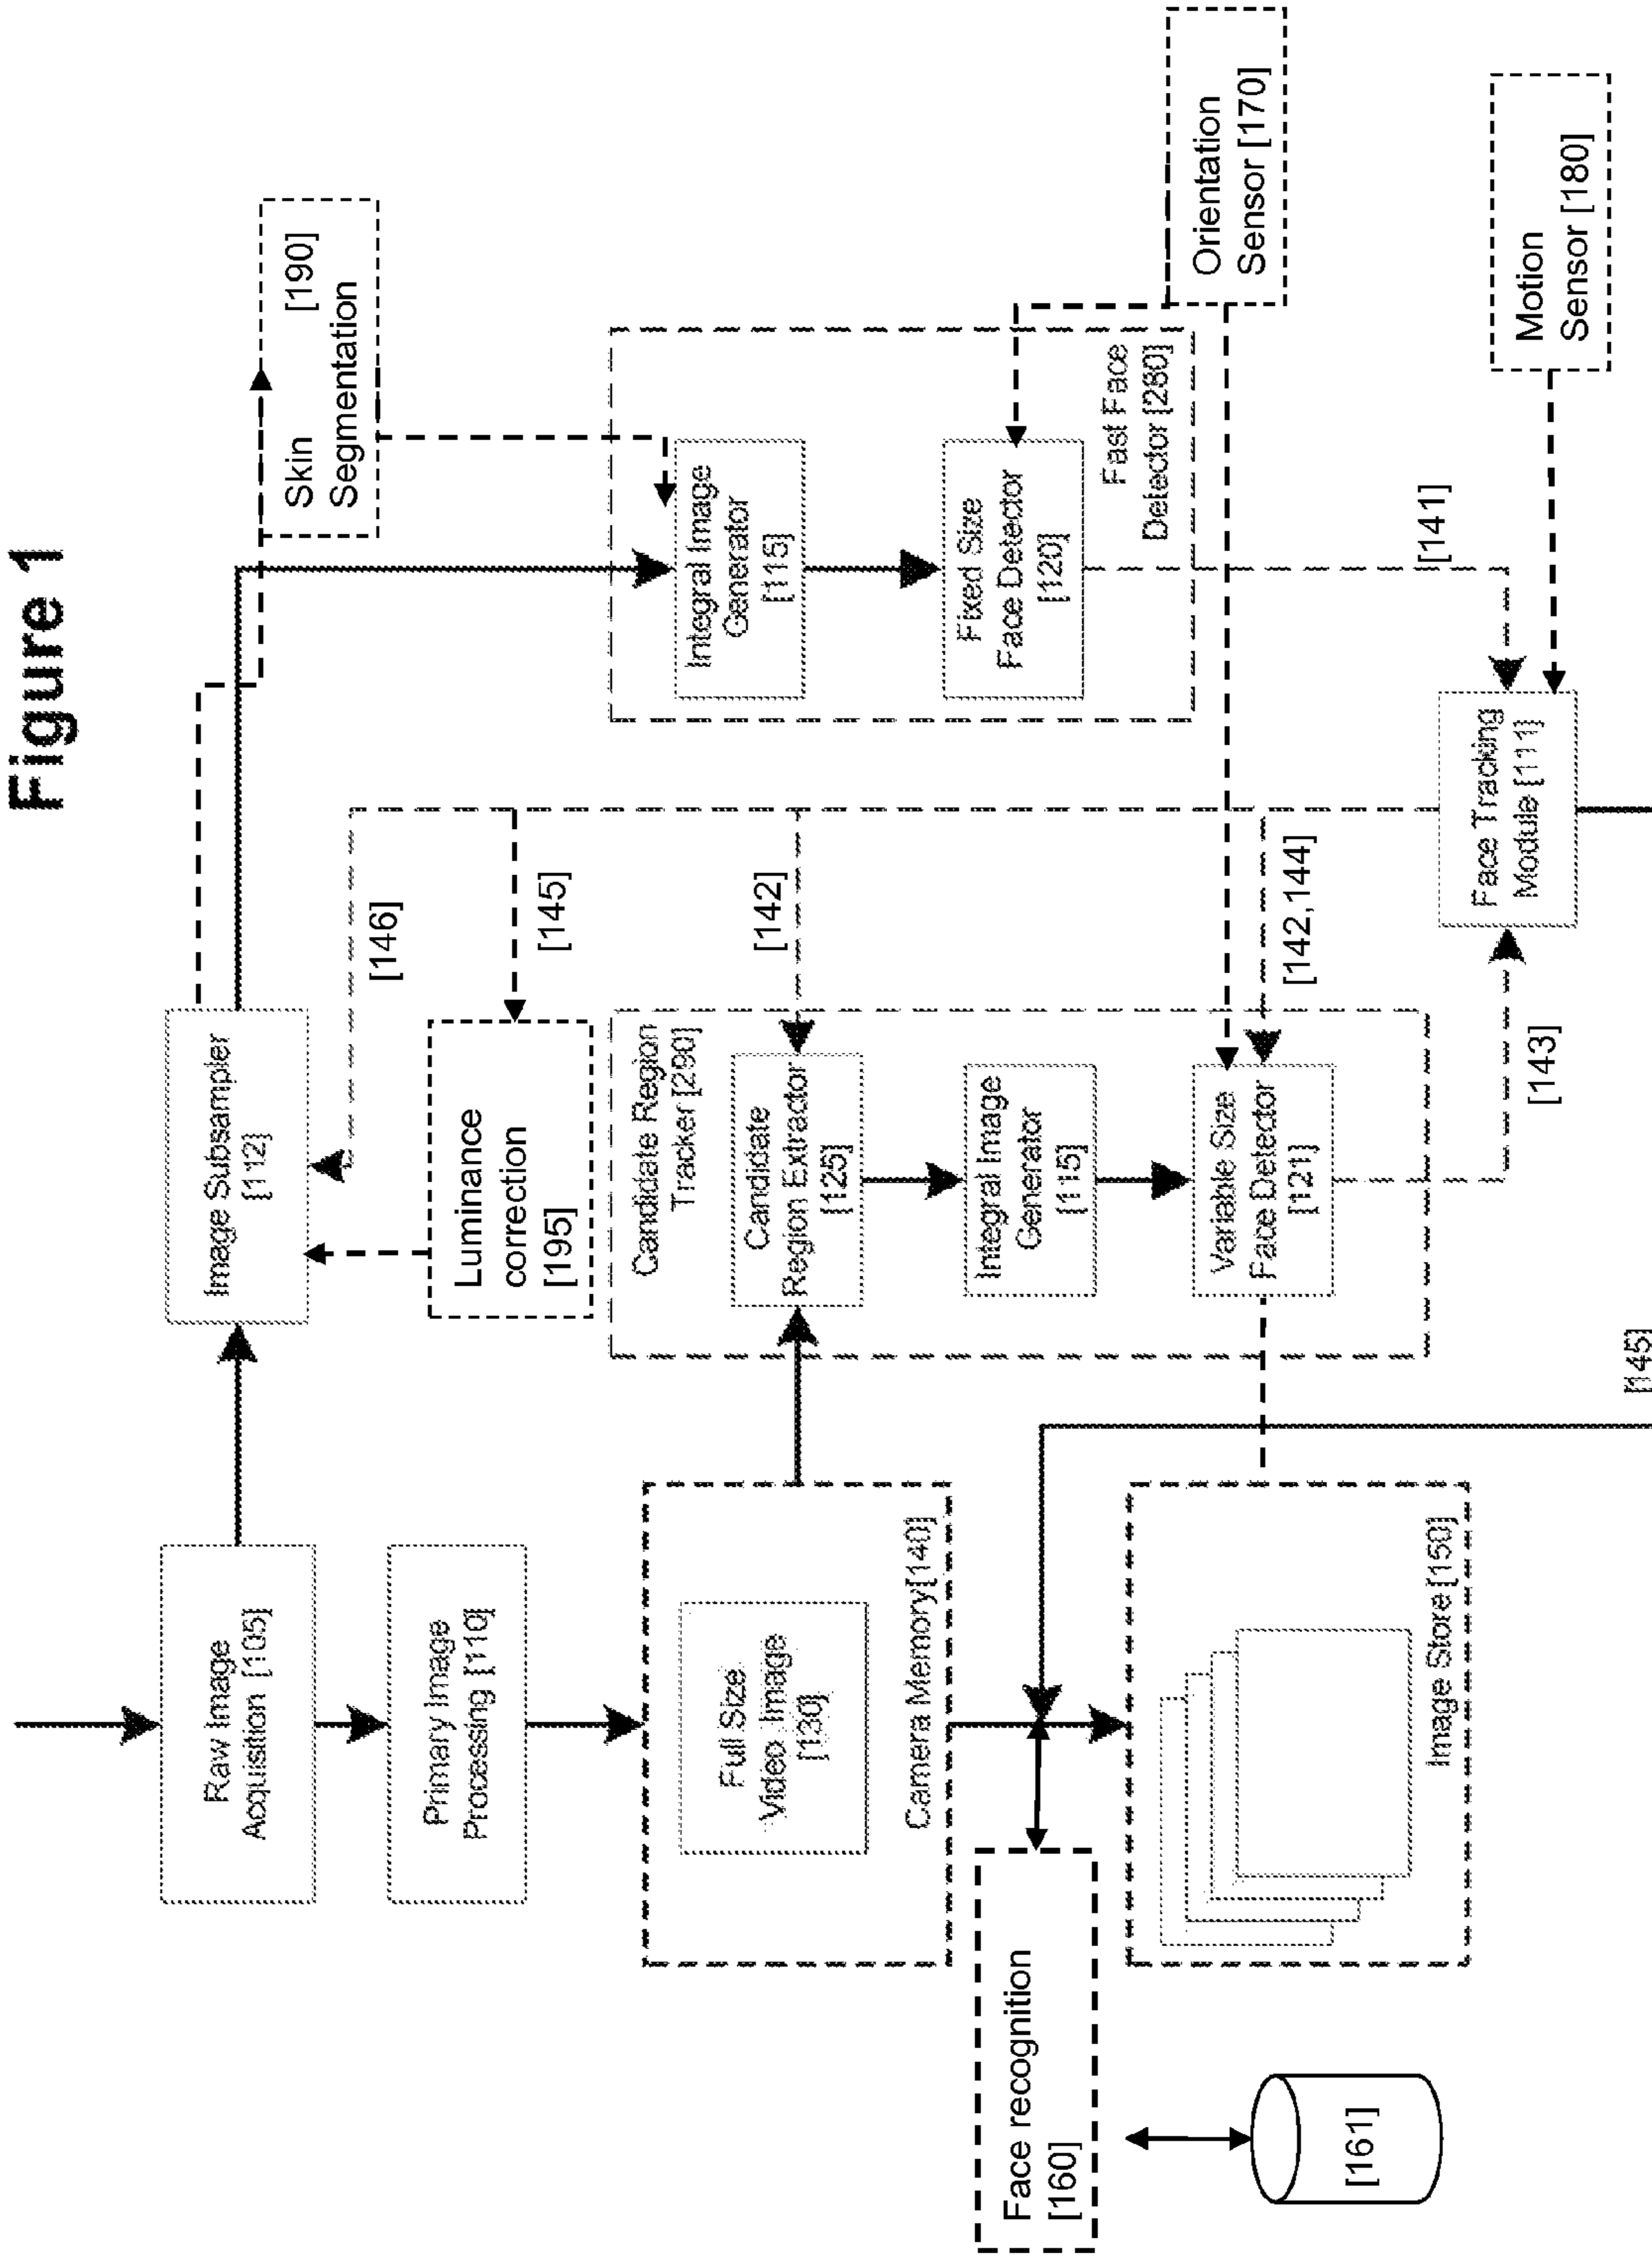 Figure 1
Raw Image
Acquisition [105]
Primary Image
Processing [110]
Full Size
Video Image
[130]
Camera Memory[140]
Face recognition
[160]
[161]
Image Store [150]
Image Subsampler
[112]
[146]
Luminance
correction
[195]
[145]
Candidate Region
Tracker [290]
[142]
Candidate
Region Extractor
[125]
Integral Image
Generator
[115]
Variable Size
Face Detector
[121]
[142,144]
[143]
[145]
Skin [190]
Segmentation
Integral Image
Generator
[115]
Fixed Size
Face Detector
[120]
Fast Face
Detector [280]
[141]
Orientation
Sensor [170]
Motion
Sensor [180]
Face Tracking
Module [111]